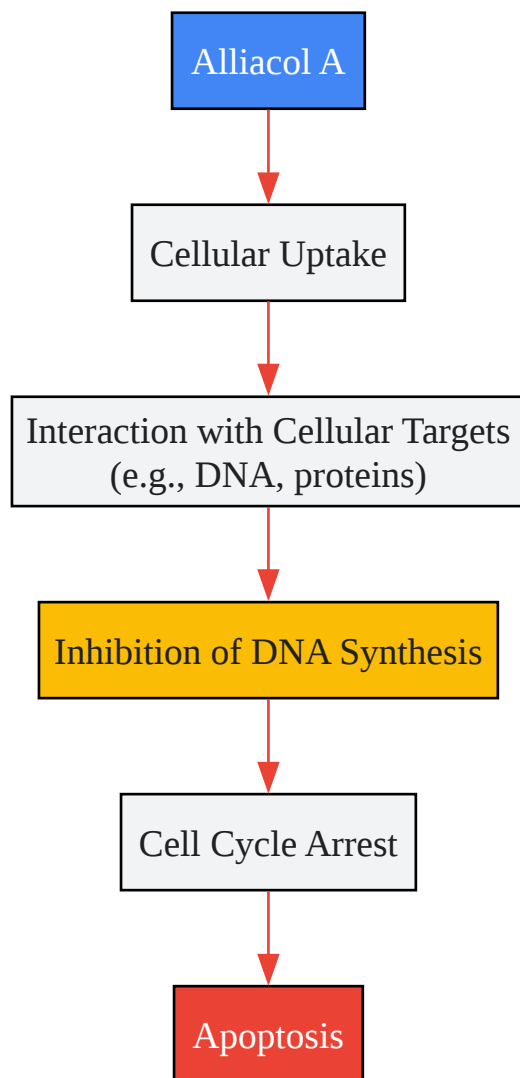 Alliacol A
Cellular Uptake
Interaction with Cellular Targets
(e.g., DNA, proteins)
Inhibition of DNA Synthesis
Cell Cycle Arrest
Apoptosis